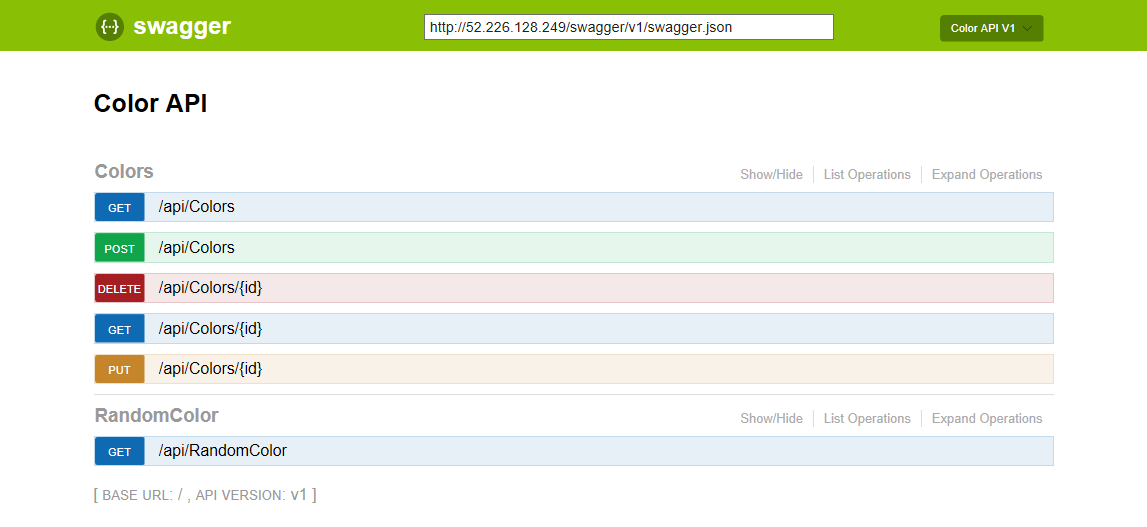 {···} swagger http://52.226.128.249/swagger/v1/swagger.json Color API V1
Color API
Colors Show/Hide List Operations Expand Operations
GET /api/Colors
POST /api/Colors
DELETE /api/Colors/{id}
GET /api/Colors/{id}
PUT /api/Colors/{id}
RandomColor Show/Hide List Operations Expand Operations
GET /api/RandomColor
[ BASE URL: / , API VERSION: v1 ]